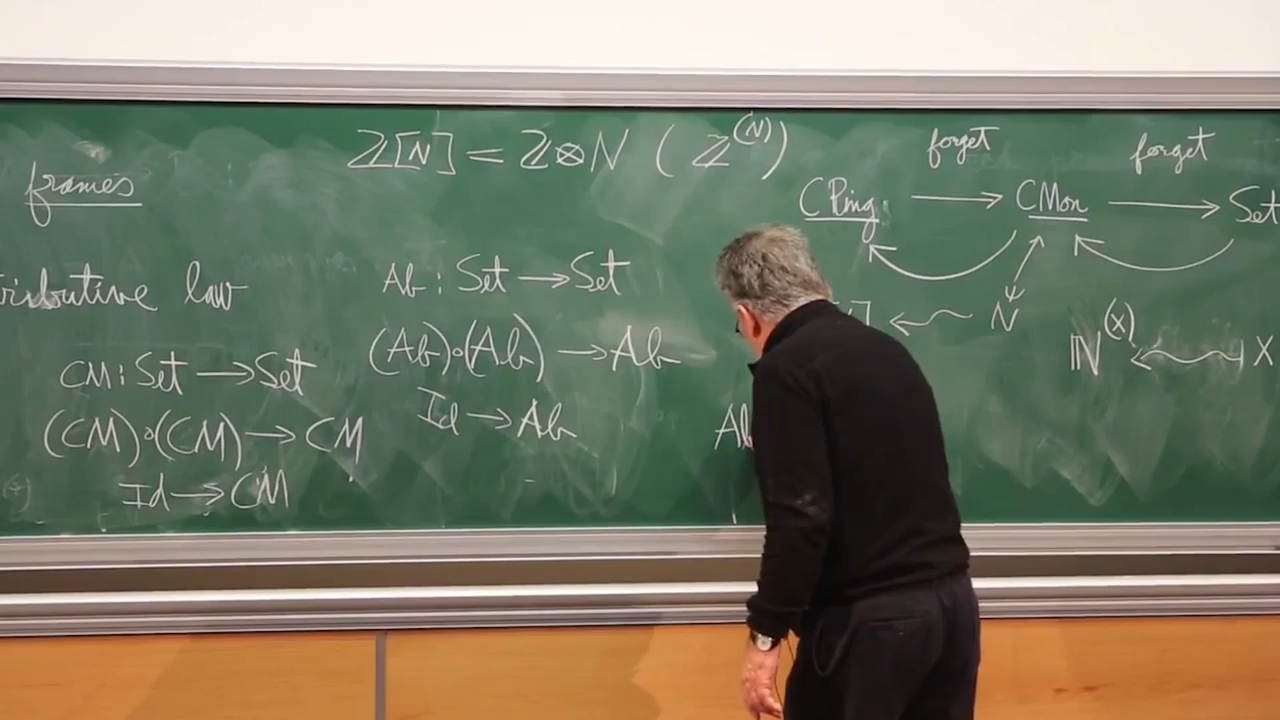 ℤ[N] = ℤ⊗N (ℤ^(N))
frames
forget forget
CRing → CMon → Set
distributive law
Ab : Set → Set
N
ℕ^(X) X
(Ab)∘(Ab) → Ab
CM : Set → Set
Id → Ab
(CM)∘(CM) → CM
Id → CM